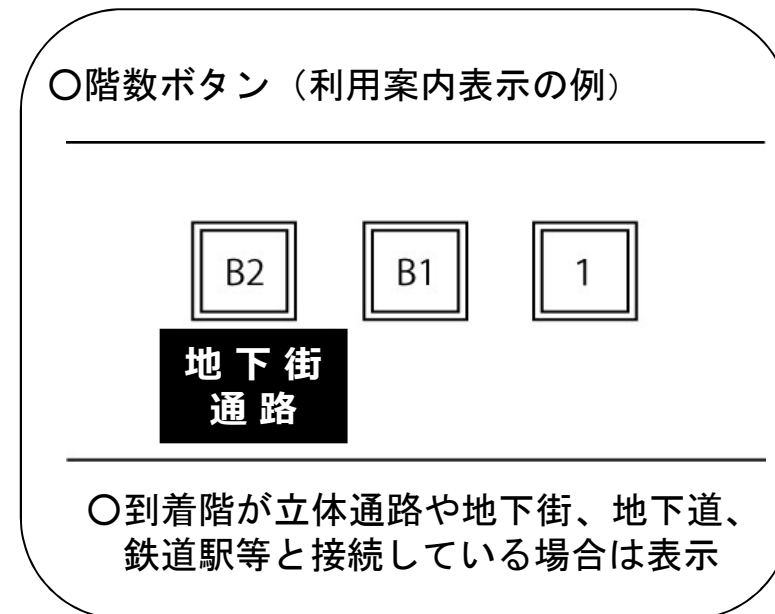 〇階数ボタン（利用案内表示の例）
B2 B1 1
地下街
通路
〇到着階が立体通路や地下街、地下道、
鉄道駅等と接続している場合は表示